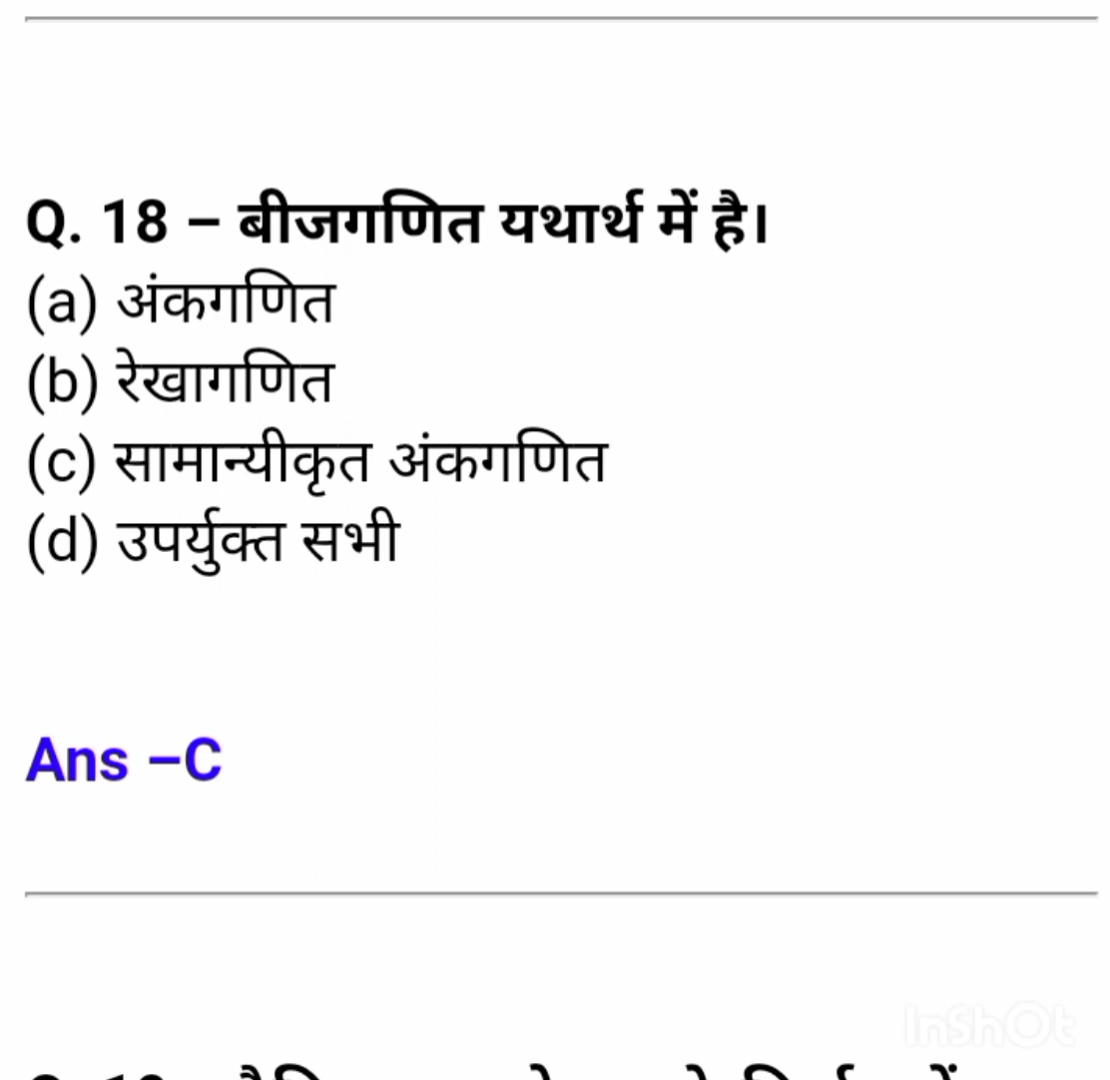 Q. 18 – बीजगणित यथार्थ में है।
(a) अंकगणित
(b) रेखागणित
(c) सामान्यीकृत अंकगणित
(d) उपर्युक्त सभी
Ans –C
InShOt